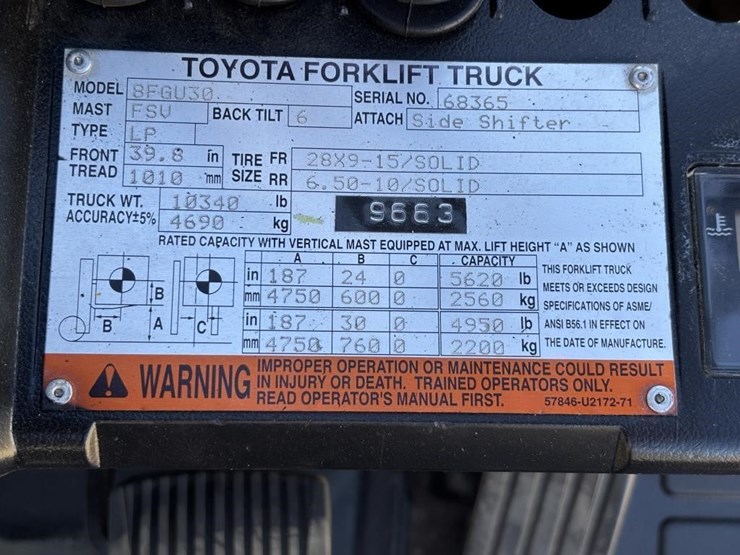 TOYOTA FORKLIFT TRUCK
MODEL 8FGU30 SERIAL NO. 68365
MAST FSV BACK TILT 6 ATTACH Side Shifter
TYPE LP
FRONT TREAD 39.8 in TIRE SIZE FR 28X9-15/SOLID
1010 mm RR 6.50-10/SOLID
TRUCK WT. 10340 lb
ACCURACY±5% 4690 kg 9663
RATED CAPACITY WITH VERTICAL MAST EQUIPPED AT MAX. LIFT HEIGHT "A" AS SHOWN
A B C CAPACITY
in 187 24 0 5620 lb
mm 4750 600 0 2560 kg
in 187 30 0 4950 lb
mm 4750 760 0 2200 kg
B B A C
THIS FORKLIFT TRUCK
MEETS OR EXCEEDS DESIGN
SPECIFICATIONS OF ASME/
ANSI B56.1 IN EFFECT ON
THE DATE OF MANUFACTURE.
WARNING
IMPROPER OPERATION OR MAINTENANCE COULD RESULT
IN INJURY OR DEATH. TRAINED OPERATORS ONLY.
READ OPERATOR'S MANUAL FIRST. 57846-U2172-71